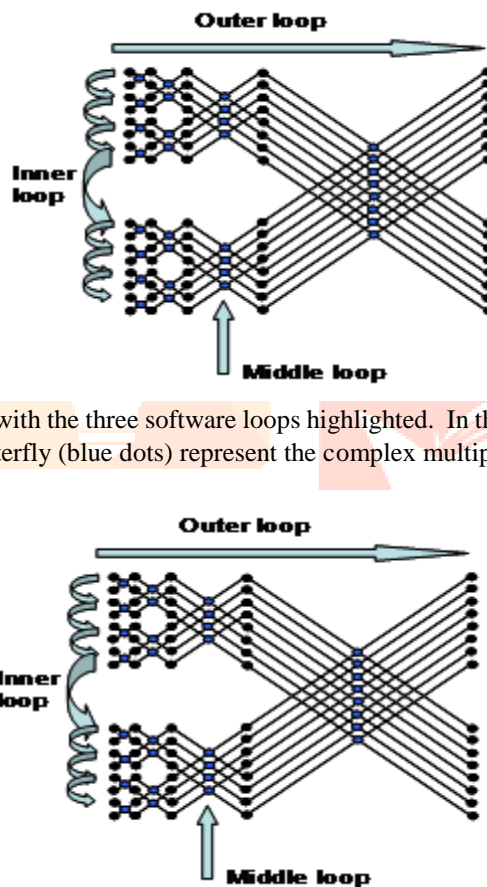 Outer loop
Inner
loop
Middle loop
with the three software loops highlighted. In th
terfly (blue dots) represent the complex multip
Outer loop
Inner
loop
Middle loop